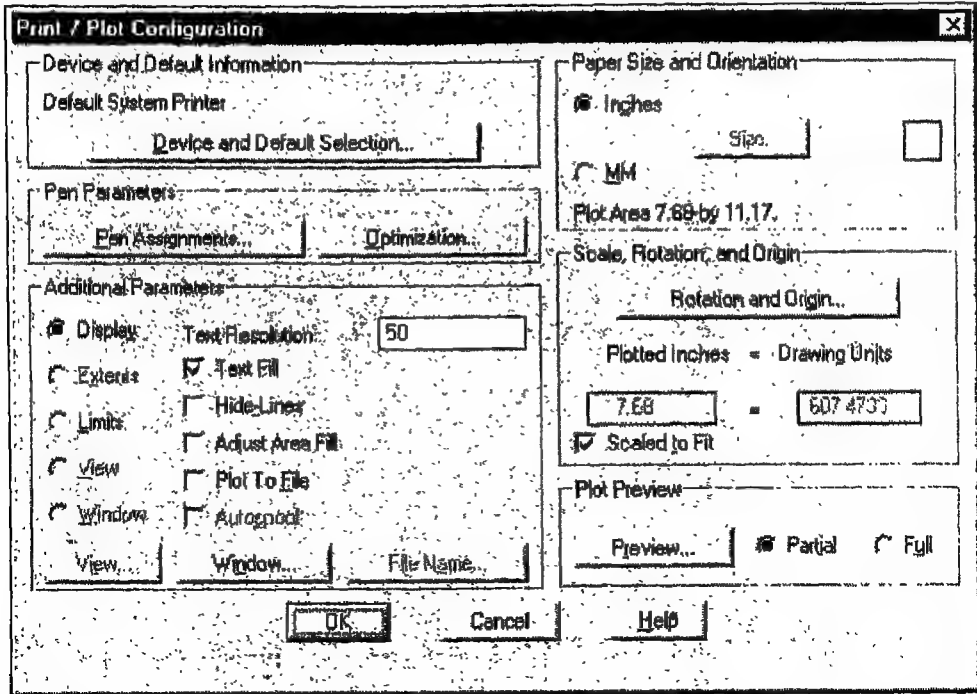 Print / Plot Configuration
Device and Default Information
Default System Printer
Device and Default Selection...
Pen Parameters
Pen Assignments...
Optimization...
Additional Parameters
Display
Extents
Limits
View
Window
Text Resolution:
50
Text Fill
Hide Lines
Adjust Area Fill
Plot To File
Autospool
View...
Window...
File Name...
Paper Size and Orientation
Inches
Size...
MM
Plot Area 7.69 by 11.17.
Scale, Rotation, and Origin
Rotation and Origin...
Plotted Inches = Drawing Units
7.68 =
Scaled to Fit
Plot Preview
Preview...
Partial
Full
OK
Cancel
Help